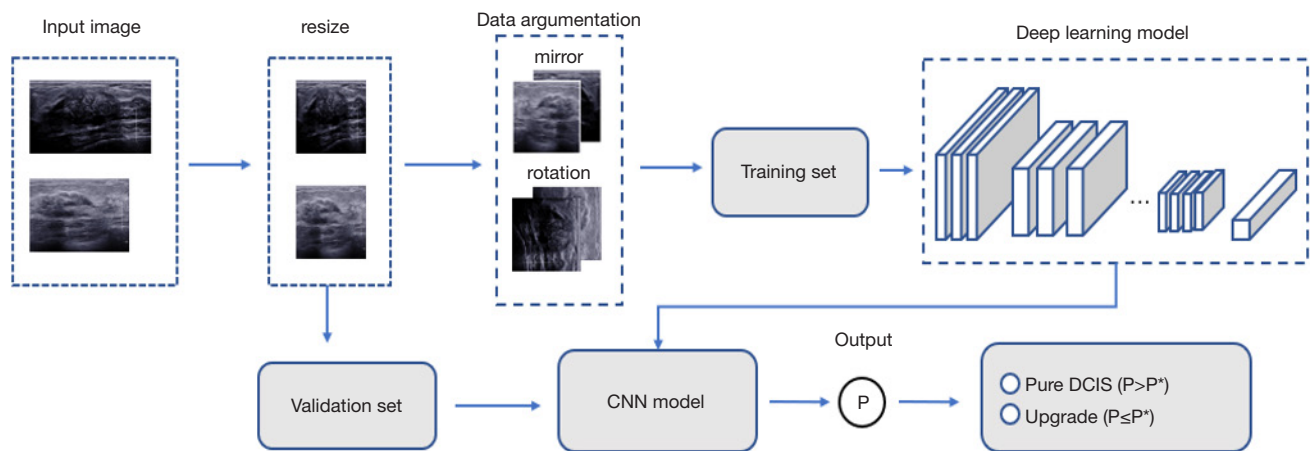 Input image
resize
Data argumentation
mirror
rotation
Training set
Deep learning model
...
Validation set
CNN model
Output
P
Pure DCIS (P>P*)
Upgrade (P≤P*)